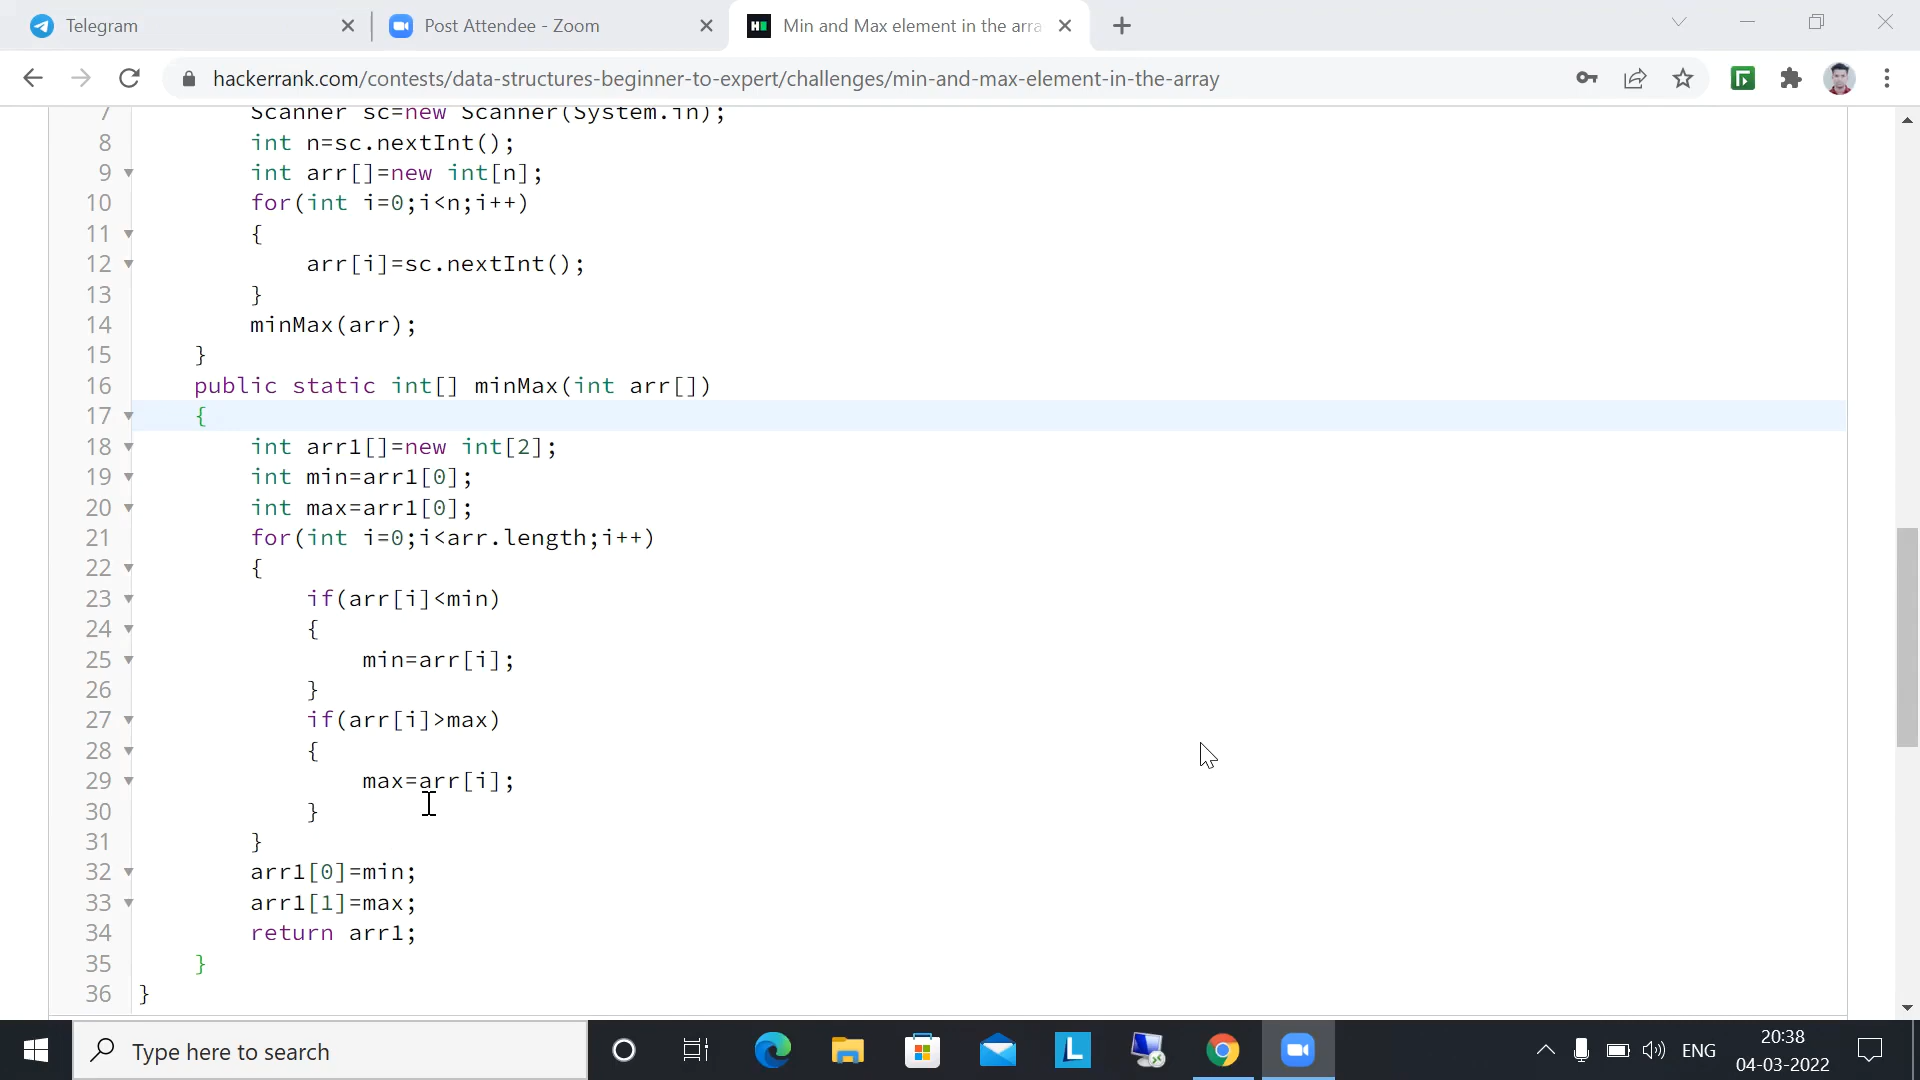 Telegram
Post Attendee - Zoom
Min and Max element in the arra
hackerrank.com/contests/data-structures-beginner-to-expert/challenges/min-and-max-element-in-the-array
7 Scanner sc=new Scanner(System.in);
8 int n=sc.nextInt();
9 int arr[]=new int[n];
10 for(int i=0;i<n;i++)
11 {
12 arr[i]=sc.nextInt();
13 }
14 minMax(arr);
15 }
16 public static int[] minMax(int arr[])
17 {
18 int arr1[]=new int[2];
19 int min=arr1[0];
20 int max=arr1[0];
21 for(int i=0;i<arr.length;i++)
22 {
23 if(arr[i]<min)
24 {
25 min=arr[i];
26 }
27 if(arr[i]>max)
28 {
29 max=arr[i];
30 }
31 }
32 arr1[0]=min;
33 arr1[1]=max;
34 return arr1;
35 }
36 }
Type here to search
L
ENG
20:38
04-03-2022